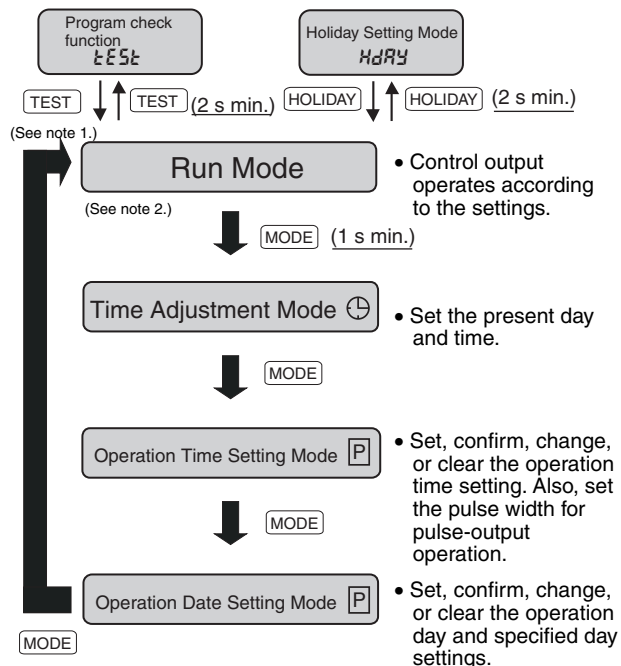 Program check
function
tESt
Holiday Setting Mode
HdAY
TEST
TEST
(2 s min.)
HOLIDAY
HOLIDAY
(2 s min.)
(See note 1.)
Run Mode
• Control output
operates according
to the settings.
(See note 2.)
MODE
(1 s min.)
Time Adjustment Mode
• Set the present day
and time.
MODE
Operation Time Setting Mode P
• Set, confirm, change,
or clear the operation
time setting. Also, set
the pulse width for
pulse-output
operation.
MODE
Operation Date Setting Mode P
• Set, confirm, change,
or clear the operation
day and specified day
settings.
MODE